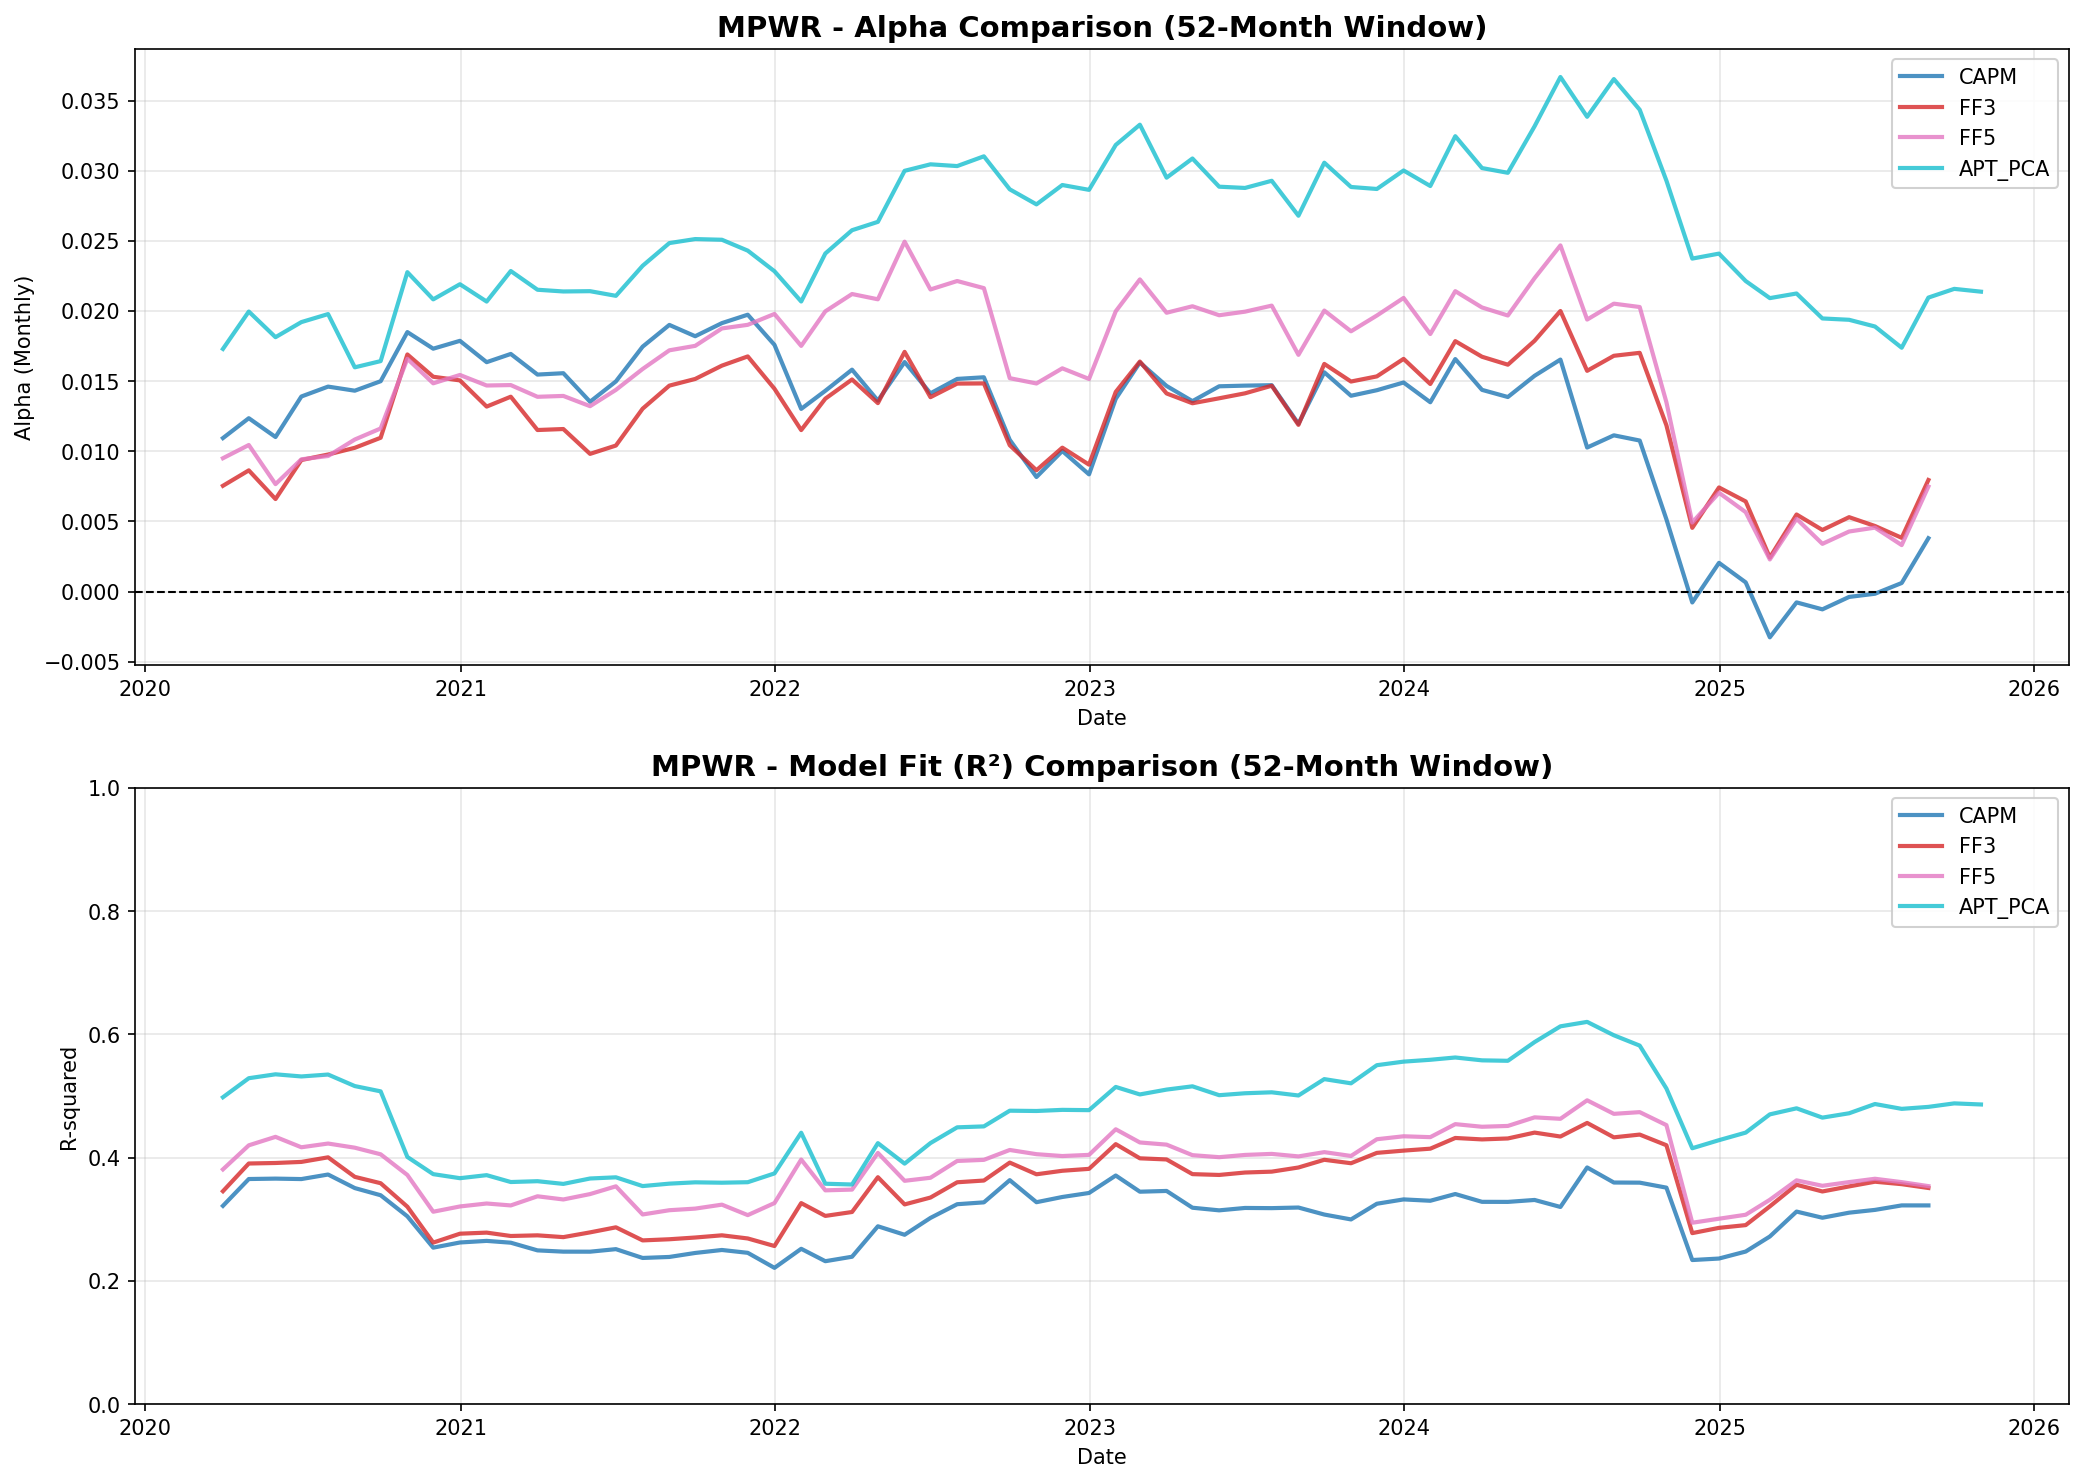 MPWR - Alpha Comparison (52-Month Window)
Alpha (Monthly)
0.035
0.030
0.025
0.020
0.015
0.010
0.005
0.000
−0.005
CAPM
FF3
FF5
APT_PCA
2020 2021 2022 2023 2024 2025 2026
Date
MPWR - Model Fit (R²) Comparison (52-Month Window)
R-squared
1.0
0.8
0.6
0.4
0.2
0.0
CAPM
FF3
FF5
APT_PCA
2020 2021 2022 2023 2024 2025 2026
Date